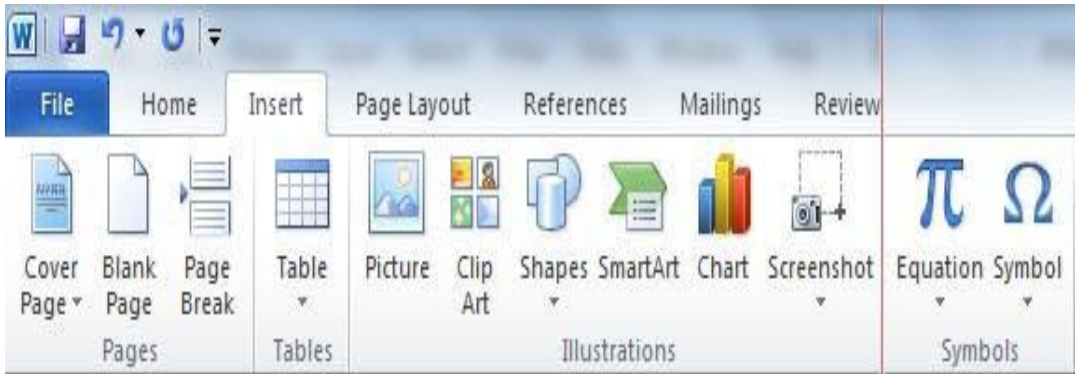 W
File Home Insert Page Layout References Mailings Review
π Ω
Cover Blank Page Table Picture Clip Shapes SmartArt Chart Screenshot Equation Symbol
Page Page Break Art
Pages Tables Illustrations Symbols